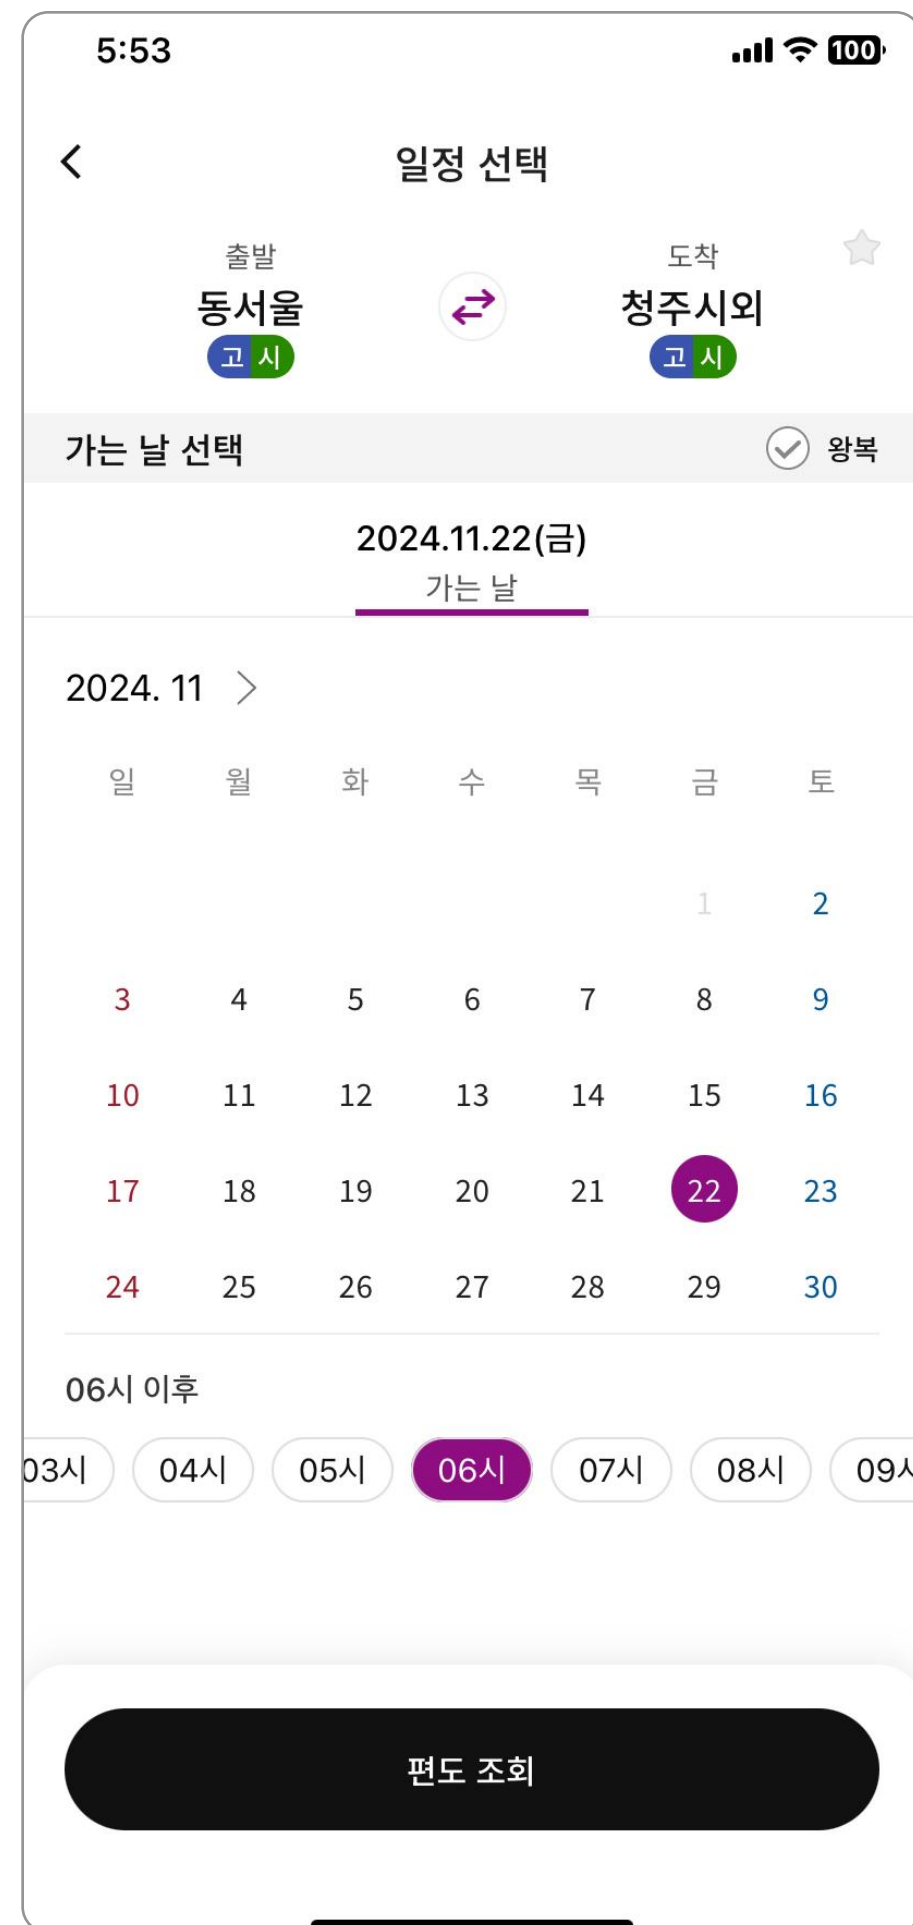 5:53 100
일정 선택
출발 도착
동서울 청주시외
고 시 고 시
가는 날 선택 왕복
2024.11.22(금)
가는 날
2024. 11
일 월 화 수 목 금 토
1 2
3 4 5 6 7 8 9
10 11 12 13 14 15 16
17 18 19 20 21 22 23
24 25 26 27 28 29 30
06시 이후
03시 04시 05시 06시 07시 08시 09시
편도 조회